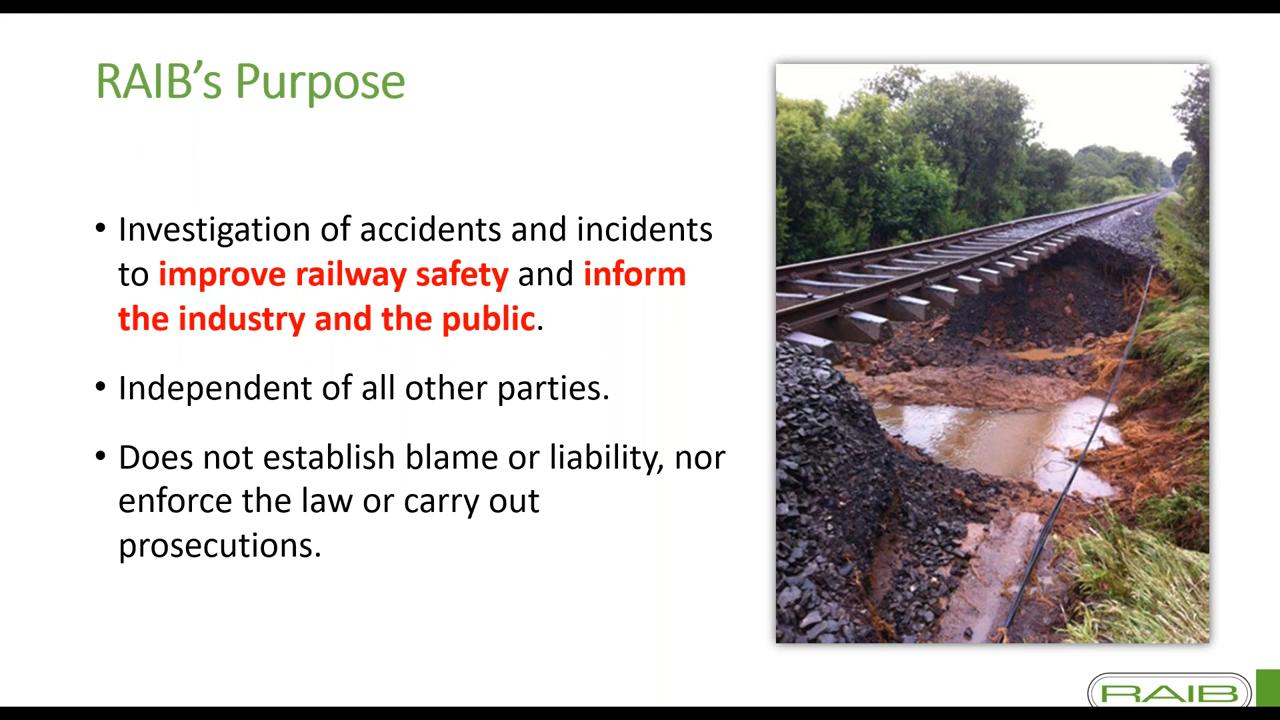 RAIB’s Purpose
• Investigation of accidents and incidents
to improve railway safety and inform
the industry and the public.
• Independent of all other parties.
• Does not establish blame or liability, nor
enforce the law or carry out
prosecutions.
RAIB